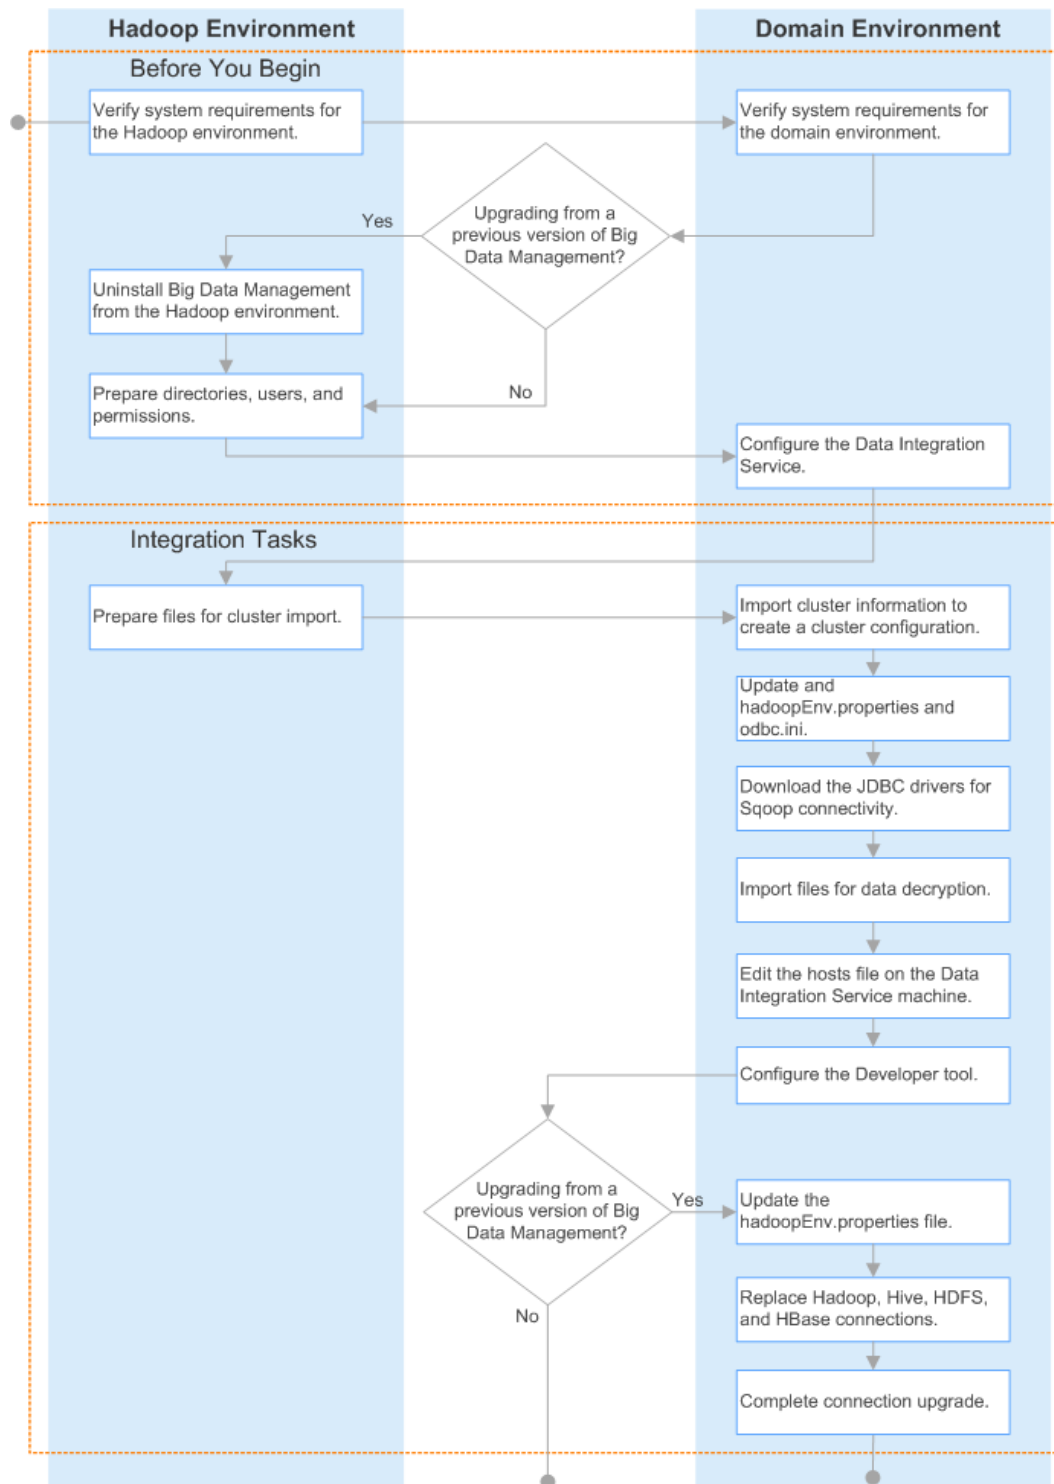 Hadoop Environment
Domain Environment
Before You Begin
Verify system requirements for
the Hadoop environment.
Verify system requirements for
the domain environment.
Upgrading from a
previous version of Big
Data Management?
Yes
Uninstall Big Data Management
from the Hadoop environment.
No
Prepare directories, users, and
permissions.
Configure the Data Integration
Service.
Integration Tasks
Prepare files for cluster import.
Import cluster information to
create a cluster configuration.
Update and
hadoopEnv.properties and
odbc.ini.
Download the JDBC drivers for
Sqoop connectivity.
Import files for data decryption.
Edit the hosts file on the Data
Integration Service machine.
Configure the Developer tool.
Upgrading from a
previous version of Big
Data Management?
Yes
Update the
hadoopEnv.properties file.
No
Replace Hadoop, Hive, HDFS,
and HBase connections.
Complete connection upgrade.